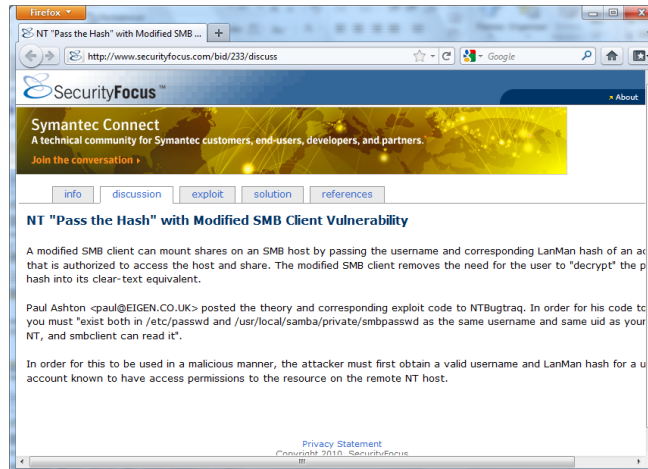 Firefox
NT "Pass the Hash" with Modified SMB ...
http://www.securityfocus.com/bid/233/discuss
Google
SecurityFocus™
About
Symantec Connect
A technical community for Symantec customers, end-users, developers, and partners.
Join the conversation
info discussion exploit solution references
NT "Pass the Hash" with Modified SMB Client Vulnerability
A modified SMB client can mount shares on an SMB host by passing the username and corresponding LanMan hash of an ac
that is authorized to access the host and share. The modified SMB client removes the need for the user to "decrypt" the p
hash into its clear-text equivalent.
Paul Ashton <paul@EIGEN.CO.UK> posted the theory and corresponding exploit code to NTBugtraq. In order for his code to
you must "exist both in /etc/passwd and /usr/local/samba/private/smbpasswd as the same username and same uid as your
NT, and smbclient can read it".
In order for this to be used in a malicious manner, the attacker must first obtain a valid username and LanMan hash for a u
account known to have access permissions to the resource on the remote NT host.
Privacy Statement
Copyright 2010, SecurityFocus